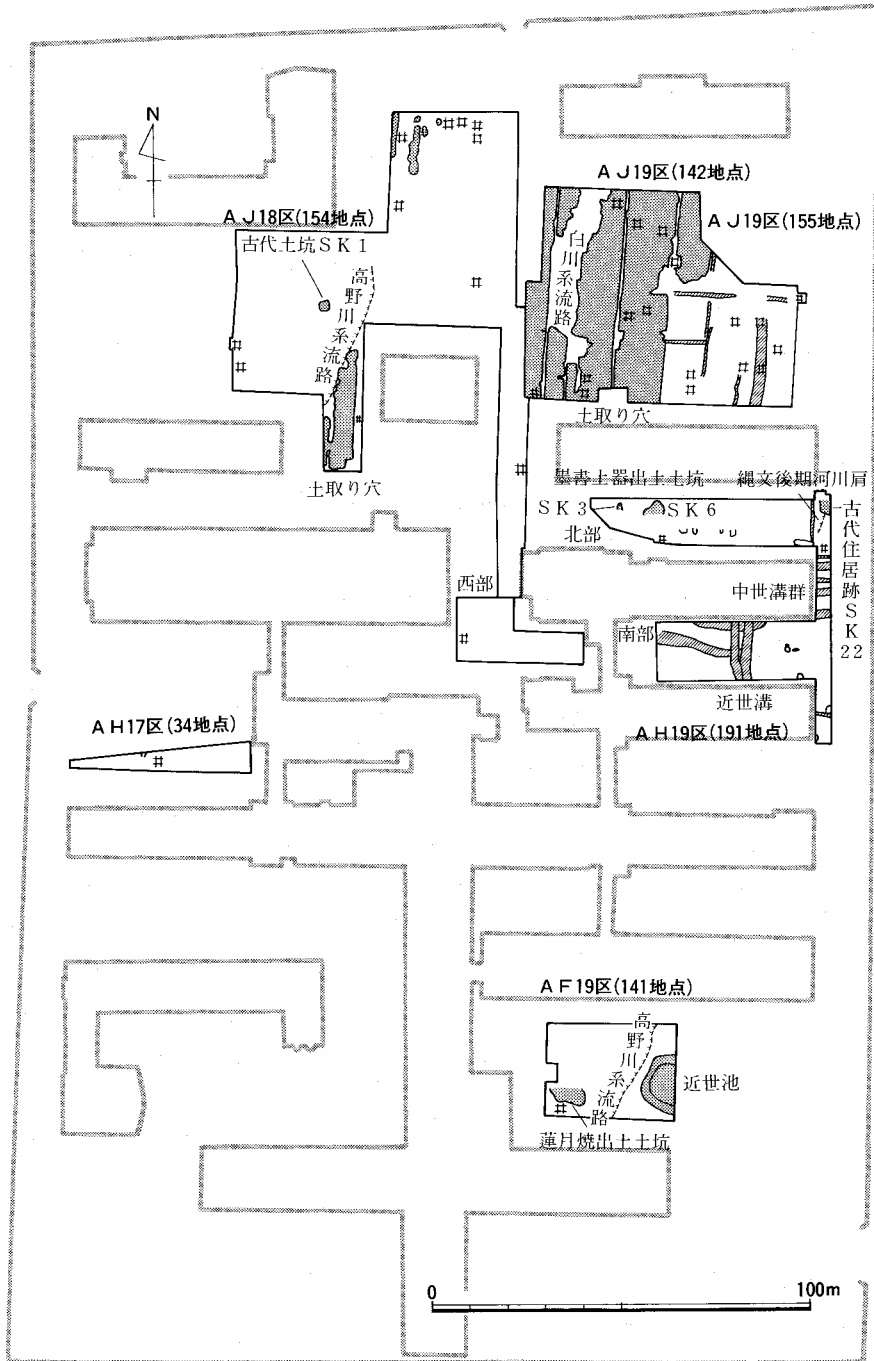 N
AJ19区(142地点)
AJ18区(154地点)
AJ19区(155地点)
古代土坑SK1
高野川系流路
白川系流路
土取り穴
土取り穴
墨書土器出土土坑
縄文後期河川肩
SK3
SK6
古代住居跡SK22
北部
西部
中世溝群
南部
近世溝
AH17区(34地点)
AH19区(191地点)
AF19区(141地点)
高野川系流路
近世池
蓮月焼出土土坑
0
100m